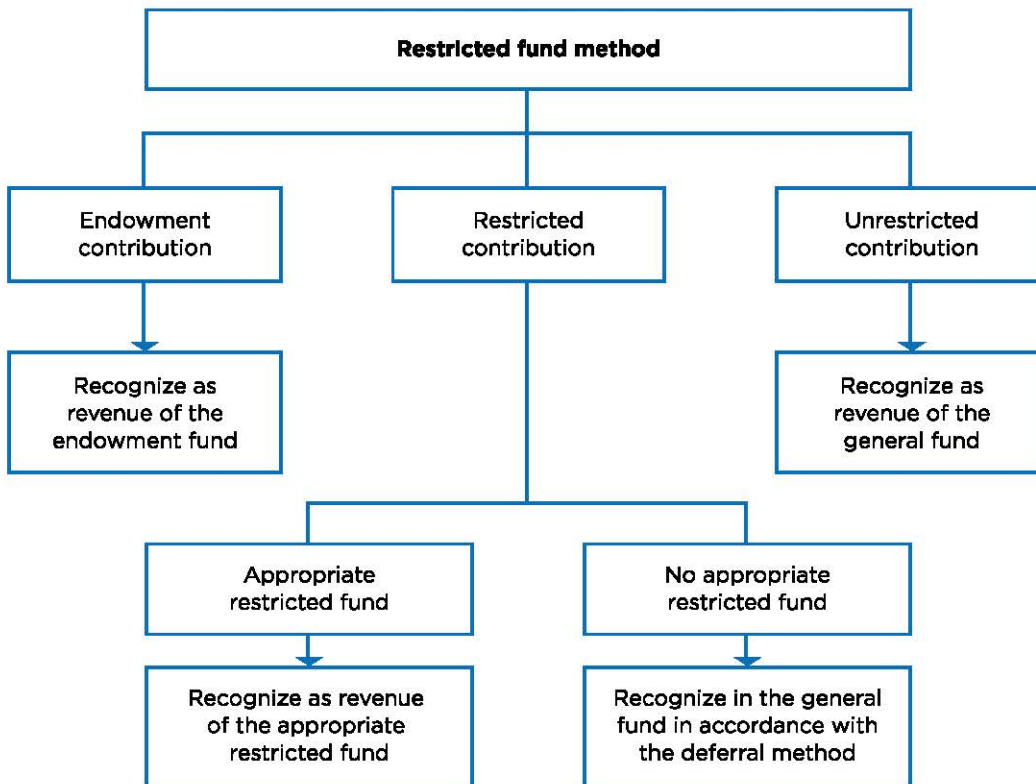 Restricted fund method
Endowment
contribution
Restricted
contribution
Unrestricted
contribution
Recognize as
revenue of the
endowment fund
Recognize as
revenue of the
general fund
Appropriate
restricted fund
No appropriate
restricted fund
Recognize as revenue
of the appropriate
restricted fund
Recognize in the general
fund in accordance with
the deferral method